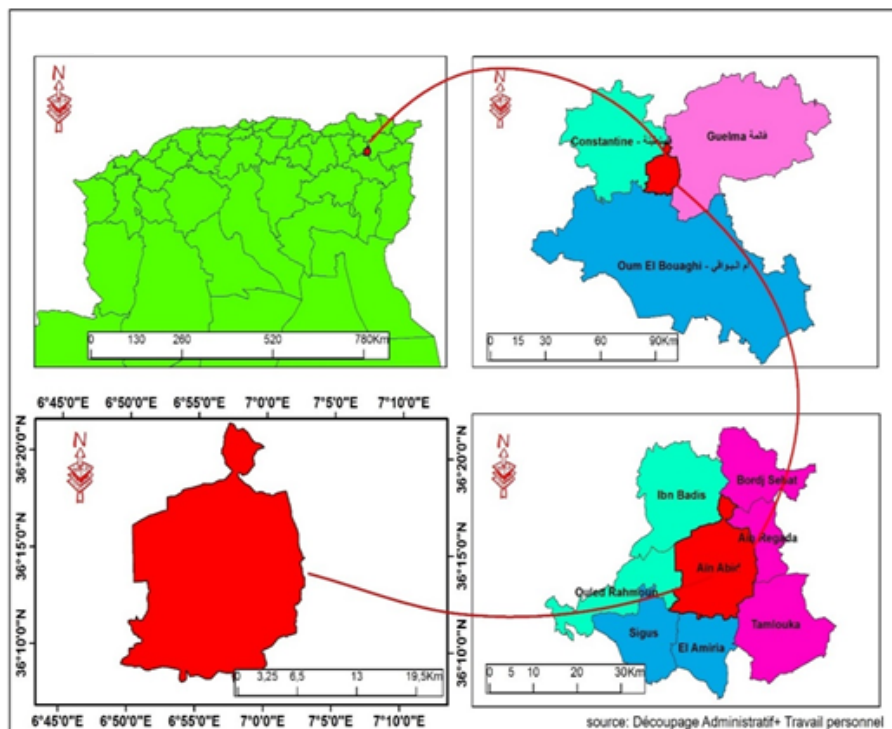 N
0 130 260 520 780Km
N
Constantine -
Guelma قالمة
Oum El Bouaghi - أم البواقي
0 15 30 60 90Km
6°45'0"E 6°50'0"E 6°55'0"E 7°0'0"E 7°5'0"E 7°10'0"E
36°20'0"N
36°15'0"N
36°10'0"N
N
0 3,25 6,5 13 19,5Km
6°45'0"E 6°50'0"E 6°55'0"E 7°0'0"E 7°5'0"E 7°10'0"E
36°20'0"N
36°15'0"N
36°10'0"N
N
Bordj Sebat
Ibn Badis
Ain Regada
Ain Abid
Ouled Rahmoun
Tamlouka
Sigus
El Amiria
0 5 10 20 30Km
source: Découpage Administratif+ Travail personnel